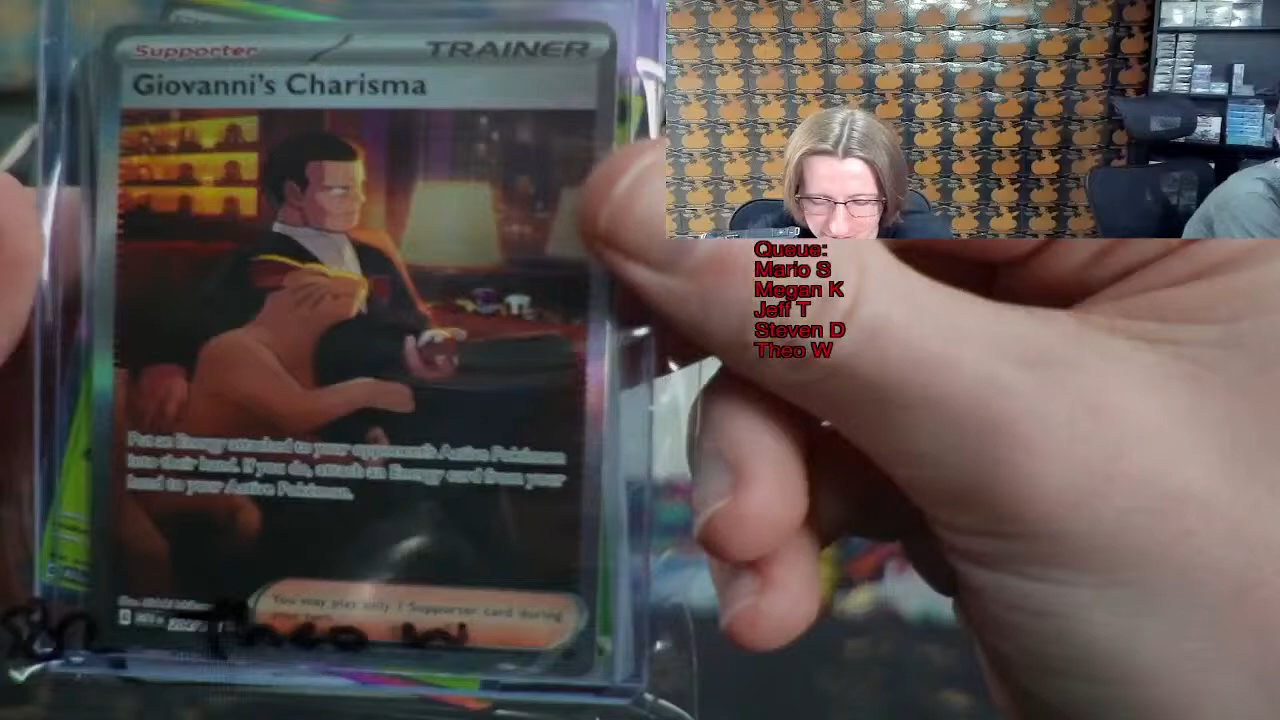 Supporter
TRAINER
Giovanni's Charisma
Put an Energy attached to your opponent's Active Pokémon
into their hand. If you do, attach an Energy card from your
hand to your Active Pokémon.
You may play only 1 Supporter card during
Theo W
Queue:
Mario S
Megan K
Jeff T
Steven D
Theo W